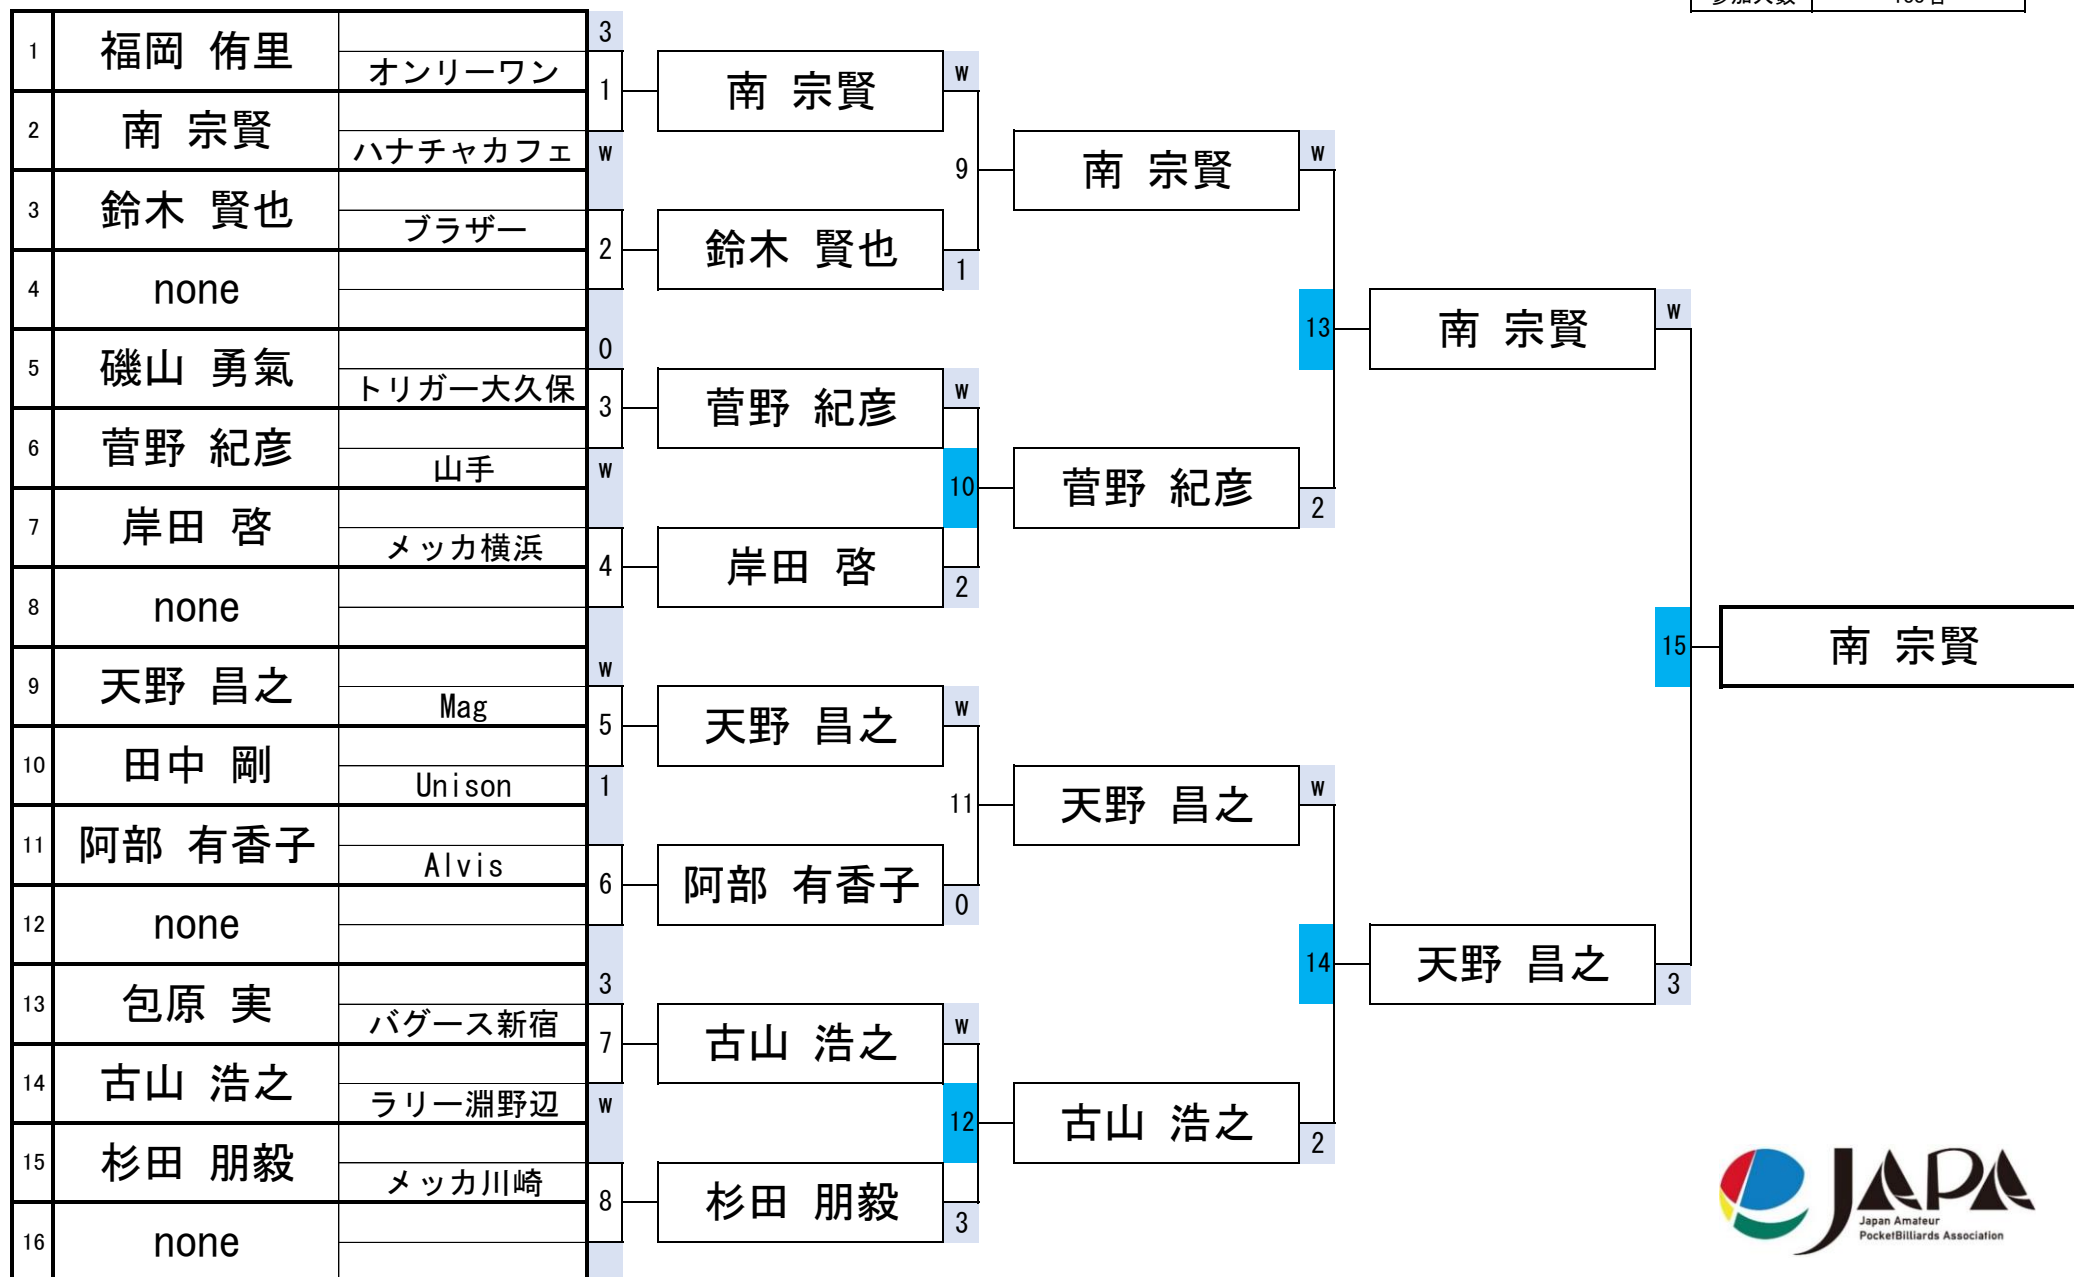 1 福岡 侑里 オンリーワン 3
2 南 宗賢 ハナチャカフェ W
3 鈴木 賢也 ブラザー
4 none
5 磯山 勇氣 トリガー大久保 0
6 菅野 紀彦 山手 W
7 岸田 啓 メッカ横浜
8 none
9 天野 昌之 Mag W
10 田中 剛 Unison 1
11 阿部 有香子 Alvis
12 none
13 包原 実 バグース新宿 3
14 古山 浩之 ラリー淵野辺 W
15 杉田 朋毅 メッカ川崎
16 none
1 南 宗賢 W
2 鈴木 賢也 1
3 菅野 紀彦 W
4 岸田 啓 2
5 天野 昌之 W
6 阿部 有香子 0
7 古山 浩之 W
8 杉田 朋毅 3
9 南 宗賢 W
10 菅野 紀彦 2
11 天野 昌之 W
12 古山 浩之 2
13 南 宗賢 W
14 天野 昌之 3
15 南 宗賢
JAPA
Japan Amateur
PocketBilliards Association